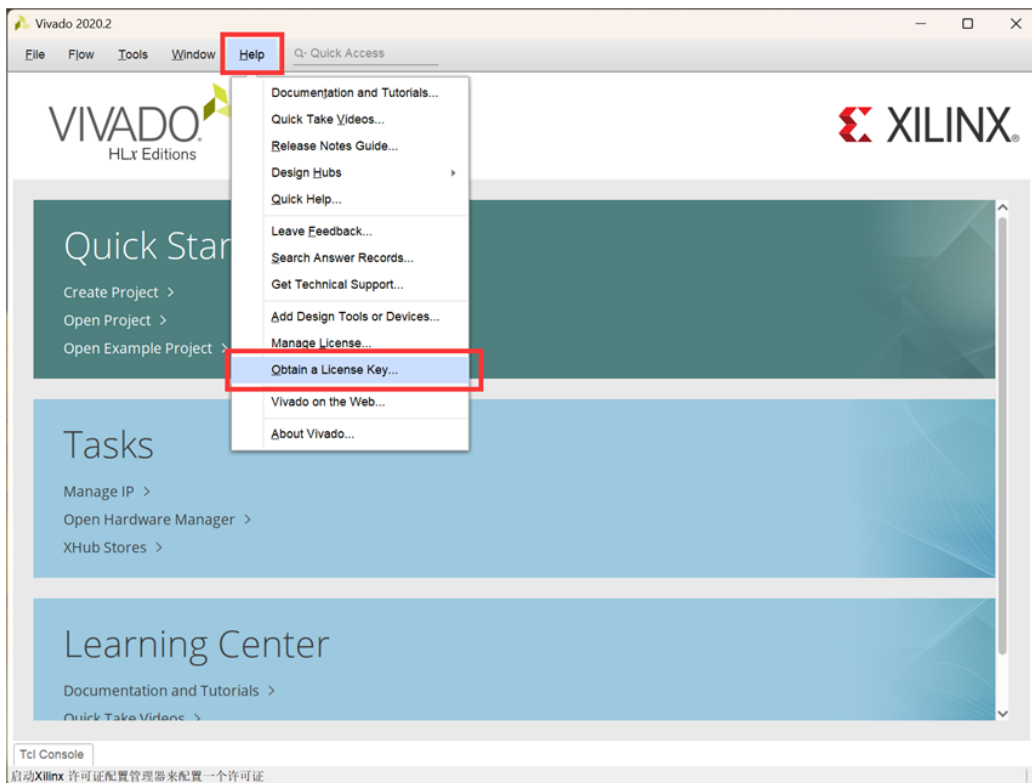 Vivado 2020.2
File Flow Tools Window Help Q- Quick Access
VIVADO.
HLx Editions
XILINX®
Documentation and Tutorials...
Quick Take Videos...
Release Notes Guide...
Design Hubs
Quick Help...
Leave Feedback...
Search Answer Records...
Get Technical Support...
Add Design Tools or Devices...
Manage License...
Obtain a License Key...
Vivado on the Web...
About Vivado...
Quick Star
Create Project >
Open Project >
Open Example Project >
Tasks
Manage IP >
Open Hardware Manager >
XHub Stores >
Learning Center
Documentation and Tutorials >
Quick Take Videos >
Tcl Console
启动Xilinx 许可证配置管理器来配置一个许可证